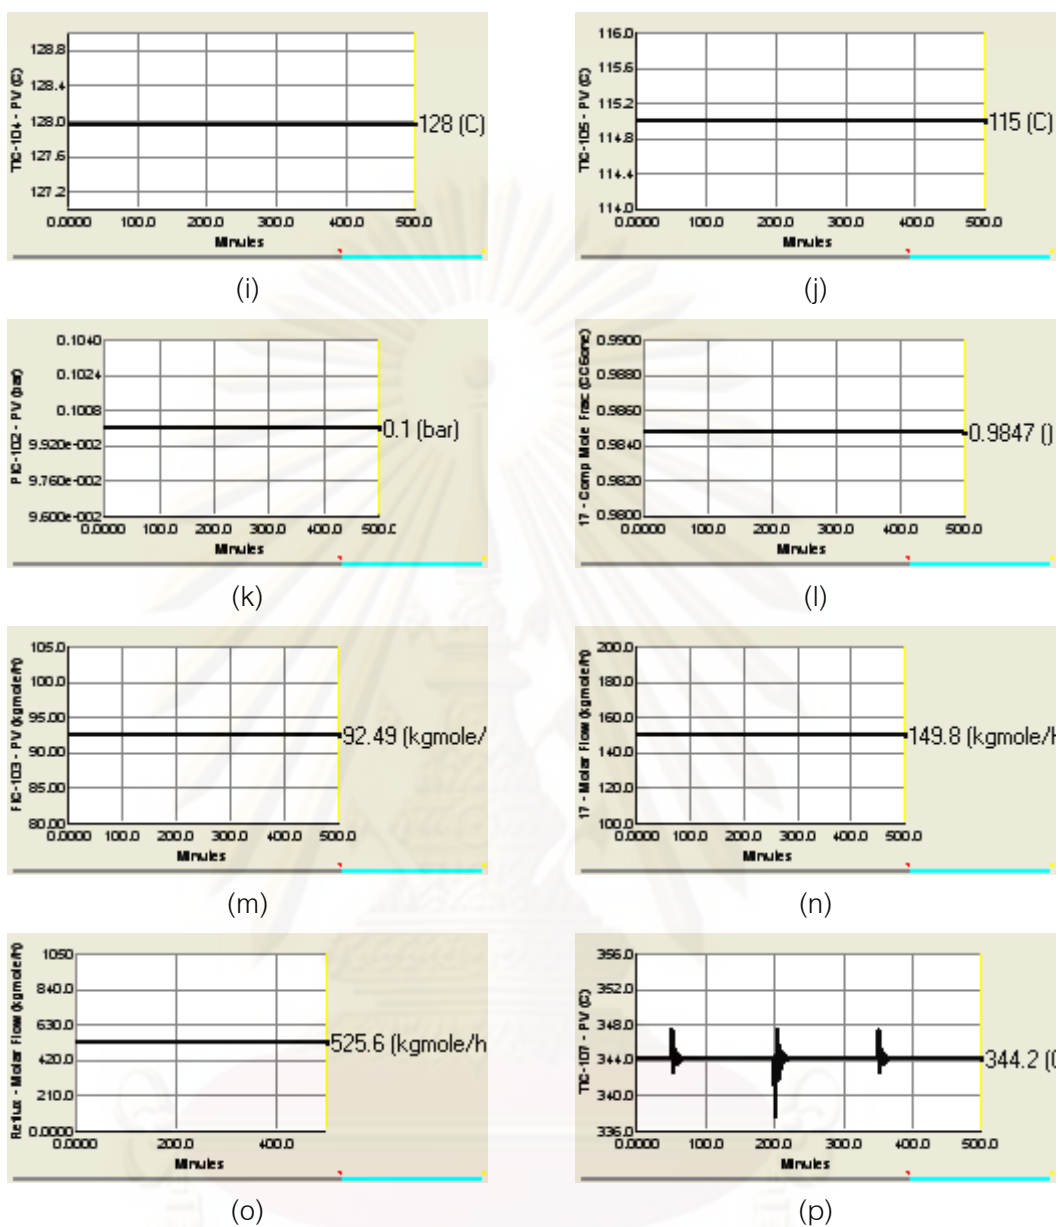 TIC-104 - PV (C)
128.8
128.4
128.0
127.6
127.2
0.0000 100.0 200.0 300.0 400.0 500.0
Minutes
128 (C)
(i)
TIC-105 - PV (C)
116.0
115.6
115.2
114.8
114.4
114.0
0.0000 100.0 200.0 300.0 400.0 500.0
Minutes
115 (C)
(j)
PIC-102 - PV (bar)
0.1040
0.1024
0.1008
9.920e-002
9.760e-002
9.600e-002
0.0000 100.0 200.0 300.0 400.0 500.0
Minutes
0.1 (bar)
(k)
17 - Comp Mole Frac (CC6one)
0.9900
0.9880
0.9860
0.9840
0.9820
0.9800
0.0000 100.0 200.0 300.0 400.0 500.0
Minutes
0.9847 ()
(l)
FIC-103 - PV (kgmole/h)
105.0
100.0
95.00
90.00
85.00
80.00
0.0000 100.0 200.0 300.0 400.0 500.0
Minutes
92.49 (kgmole/
(m)
17 - Molar Flow (kgmole/h)
200.0
180.0
160.0
140.0
120.0
100.0
0.0000 100.0 200.0 300.0 400.0 500.0
Minutes
149.8 (kgmole/h
(n)
Reflux - Molar Flow (kgmole/h)
1050
840.0
630.0
420.0
210.0
0.0000
0.0000 200.0 400.0
Minutes
525.6 (kgmole/h
(o)
TIC-107 - PV (C)
356.0
352.0
348.0
344.0
340.0
336.0
0.0000 100.0 200.0 300.0 400.0 500.0
Minutes
344.2 (C
(p)